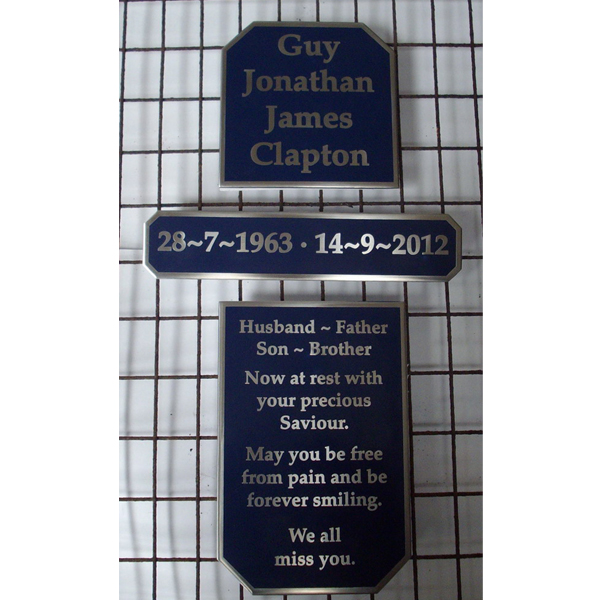 Guy
Jonathan
James
Clapton
28~7~1963 · 14~9~2012
Husband ~ Father
Son ~ Brother
Now at rest with
your precious
Saviour.
May you be free
from pain and be
forever smiling.
We all
miss you.